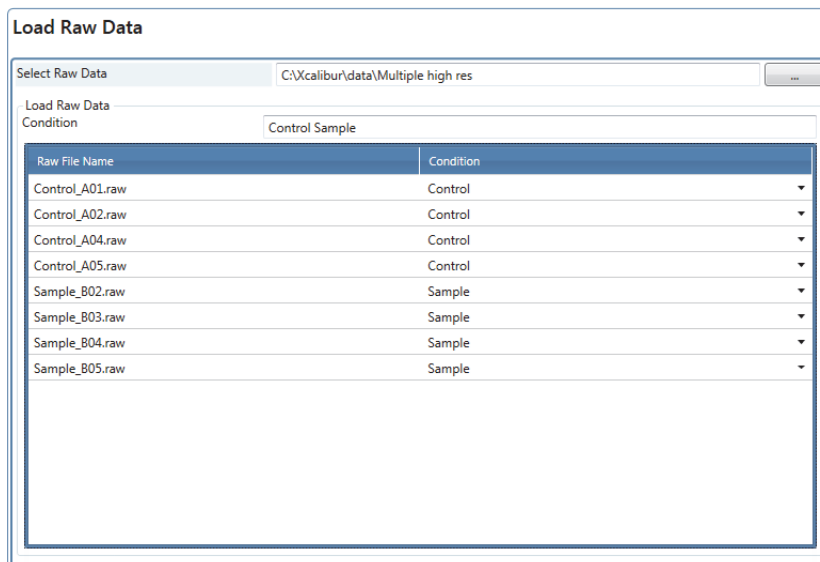 Load Raw Data
Select Raw Data C:\Xcalibur\data\Multiple high res ...
Load Raw Data
Condition Control Sample
Raw File Name Condition
Control_A01.raw Control
Control_A02.raw Control
Control_A04.raw Control
Control_A05.raw Control
Sample_B02.raw Sample
Sample_B03.raw Sample
Sample_B04.raw Sample
Sample_B05.raw Sample